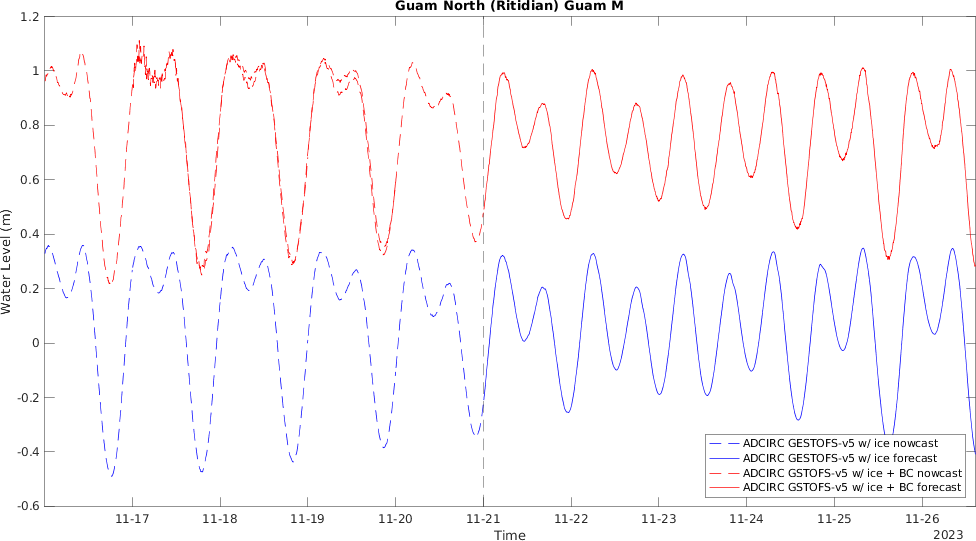 Guam North (Ritidian) Guam M
1.2
1
0.8
0.6
0.4
0.2
0
-0.2
-0.4
-0.6
Water Level (m)
ADCIRC GESTOFS-v5 w/ ice nowcast
ADCIRC GESTOFS-v5 w/ ice forecast
ADCIRC GSTOFS-v5 w/ ice + BC nowcast
ADCIRC GSTOFS-v5 w/ ice + BC forecast
11-17 11-18 11-19 11-20 11-21 11-22 11-23 11-24 11-25 11-26
Time
2023